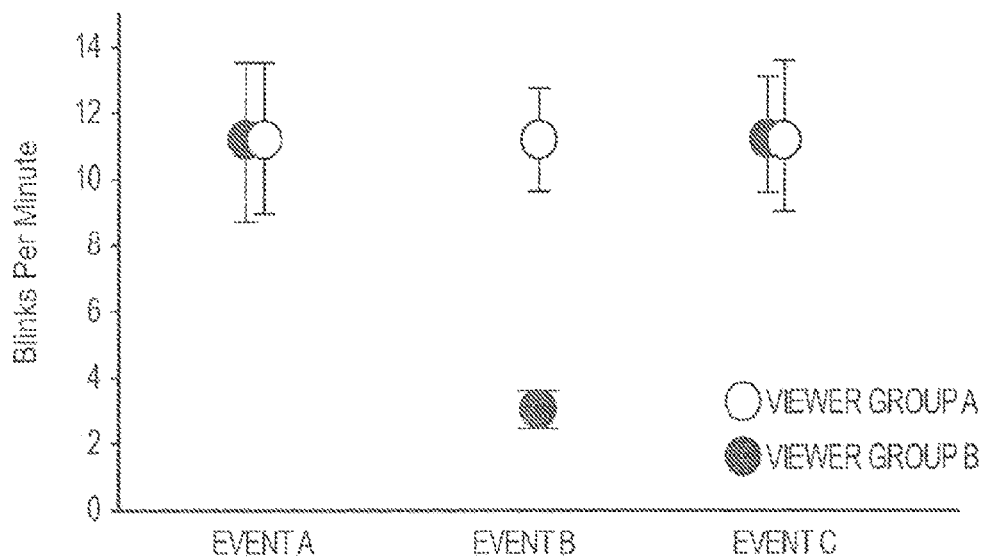 Blinks Per Minute
14
12
10
8
6
4
2
0
EVENT A
EVENT B
EVENT C
VIEWER GROUP A
VIEWER GROUP B